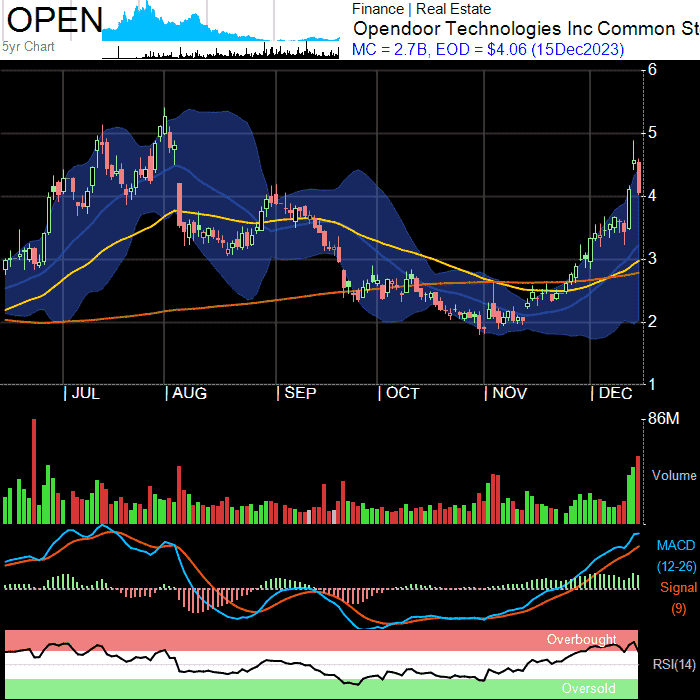 OPEN
5yr Chart
Finance | Real Estate
Opendoor Technologies Inc Common St
MC = 2.7B, EOD = $4.06 (15Dec2023)
6
5
4
3
2
1
| JUL | AUG | SEP | OCT | NOV | DEC
86M
Volume
MACD
(12-26)
Signal
(9)
Overbought
RSI(14)
Oversold